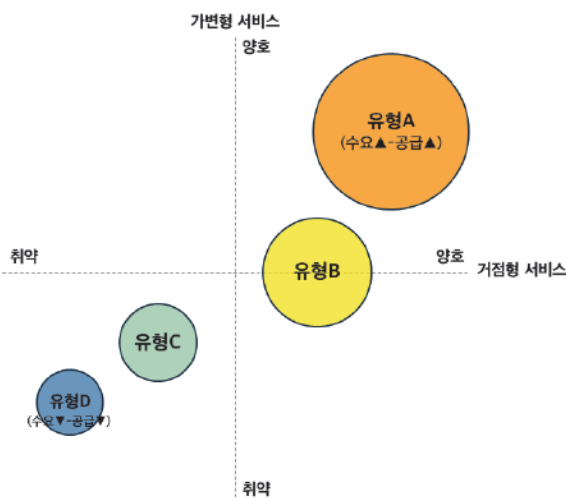 가변형 서비스
양호
유형A
(수요▲-공급▲)
취약
유형B
양호
거점형 서비스
유형C
유형D
(수요▼-공급▼)
취약